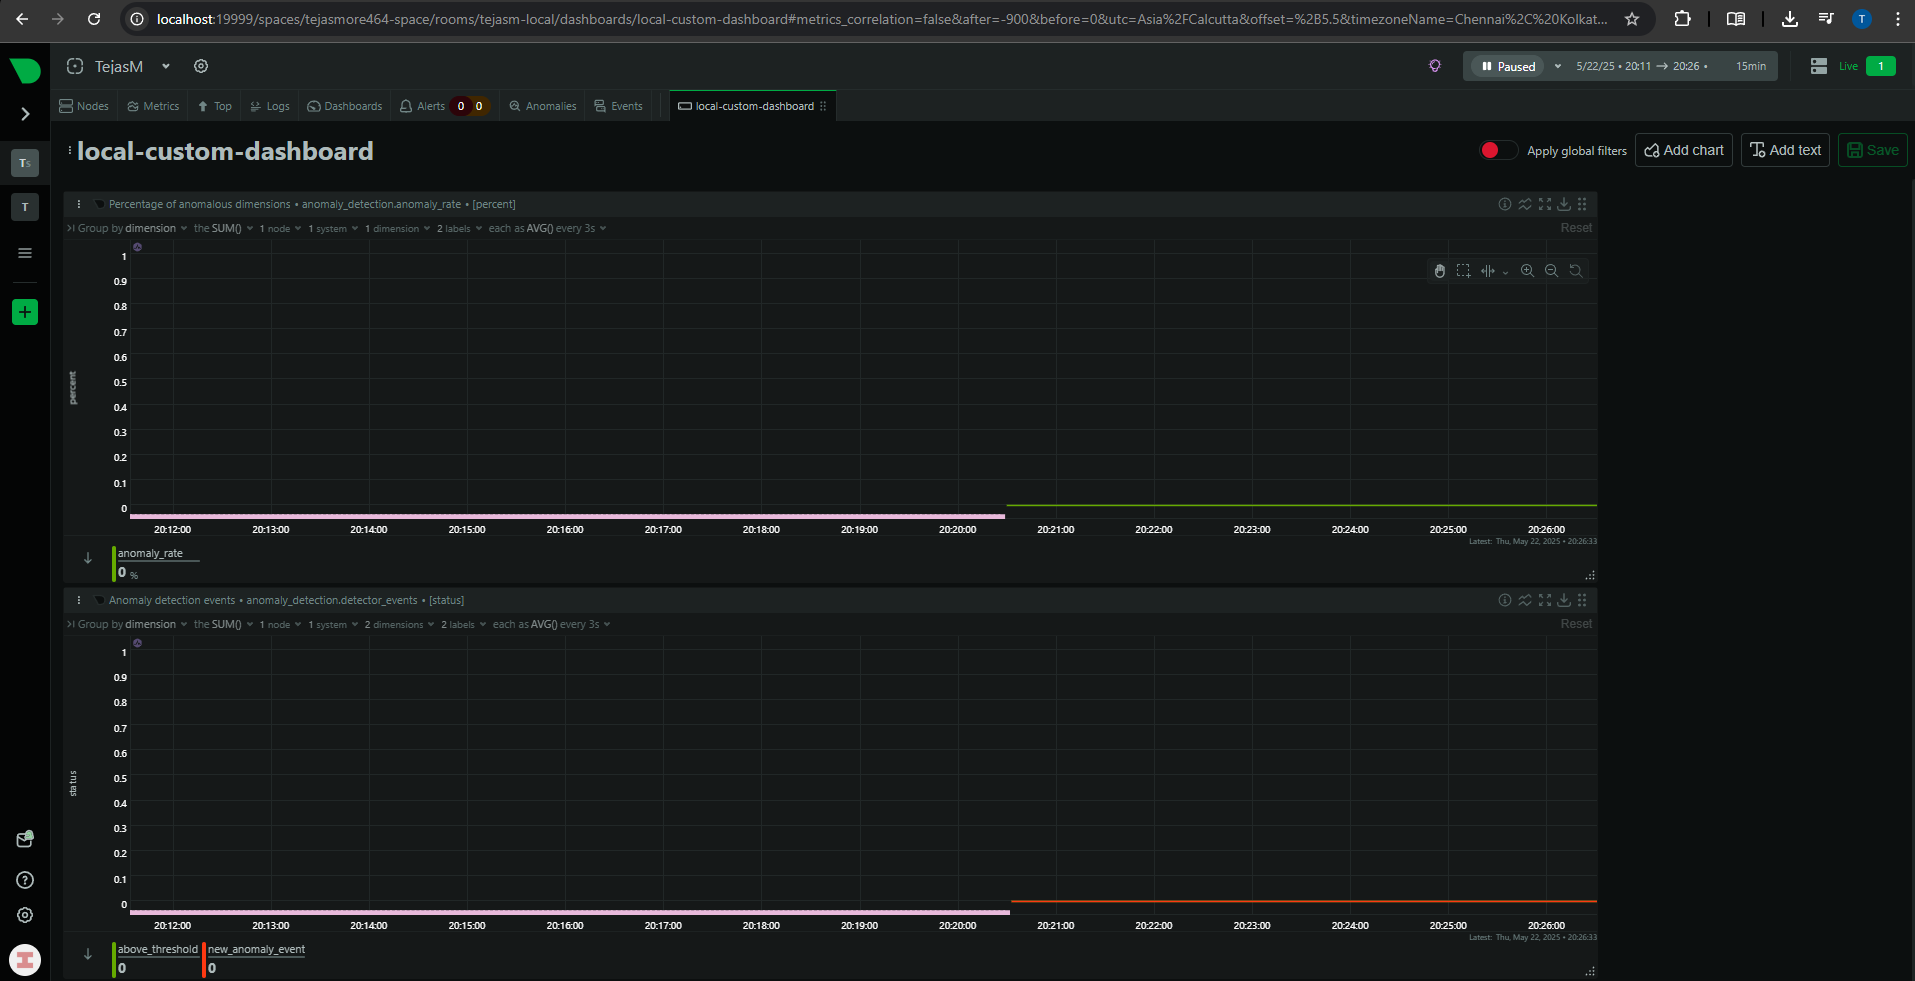 localhost:19999/spaces/tejasmore464-space/rooms/tejasm-local/dashboards/local-custom-dashboard#metrics_correlation=false&after=-900&before=0&utc=Asia%2FCalcutta&offset=%2B5.5&timezoneName=Chennai%2C%20Kolkat...
T
TejasM
Paused
5/22/25 • 20:11 → 20:26 •
15min
Live
1
Nodes
Metrics
Top
Logs
Dashboards
Alerts
0
0
Anomalies
Events
local-custom-dashboard
Ts
T
local-custom-dashboard
Apply global filters
Add chart
Add text
Save
Percentage of anomalous dimensions • anomaly_detection.anomaly_rate • [percent]
Group by dimension the SUM() 1 node 1 system 1 dimension 2 labels each as AVG() every 3s
Reset
percent
1
0.9
0.8
0.7
0.6
0.5
0.4
0.3
0.2
0.1
0
20:12:00 20:13:00 20:14:00 20:15:00 20:16:00 20:17:00 20:18:00 20:19:00 20:20:00 20:21:00 20:22:00 20:23:00 20:24:00 20:25:00 20:26:00
Latest: Thu, May 22, 2025 • 20:26:33
anomaly_rate
0 %
Anomaly detection events • anomaly_detection.detector_events • [status]
Group by dimension the SUM() 1 node 1 system 2 dimensions 2 labels each as AVG() every 3s
Reset
status
1
0.9
0.8
0.7
0.6
0.5
0.4
0.3
0.2
0.1
0
20:12:00 20:13:00 20:14:00 20:15:00 20:16:00 20:17:00 20:18:00 20:19:00 20:20:00 20:21:00 20:22:00 20:23:00 20:24:00 20:25:00 20:26:00
Latest: Thu, May 22, 2025 • 20:26:33
above_threshold
0
new_anomaly_event
0